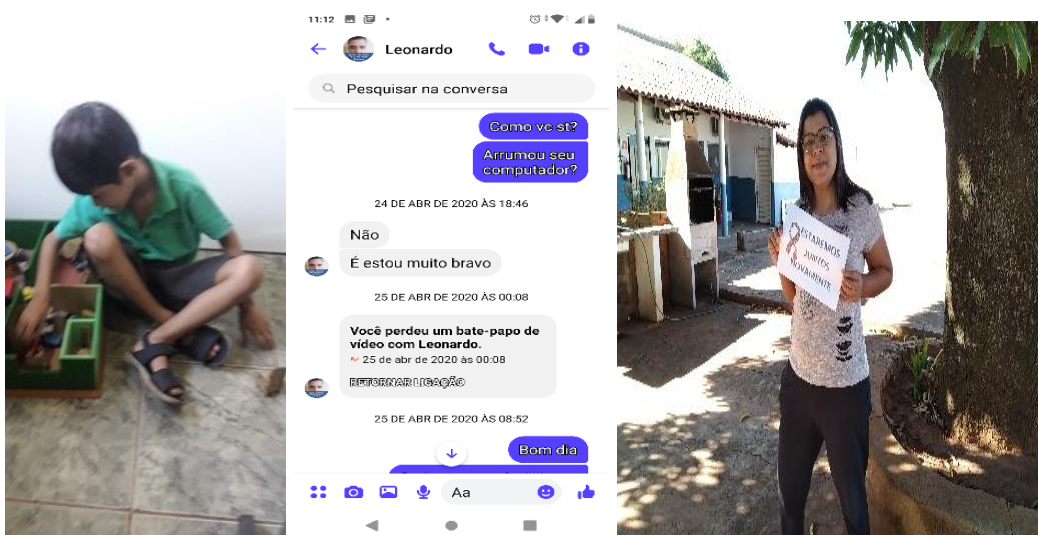 11:12
Leonardo
Pesquisar na conversa
Como vc st?
Arrumou seu
computador?
24 DE ABR DE 2020 ÀS 18:46
Não
É estou muito bravo
25 DE ABR DE 2020 ÀS 00:08
Você perdeu um bate-papo de
vídeo com Leonardo.
25 de abr de 2020 às 00:08
RETORNAR LIGAÇÃO
25 DE ABR DE 2020 ÀS 08:52
Bom dia
Aa
ESTAREMOS
JUNTOS
NOVAMENTE